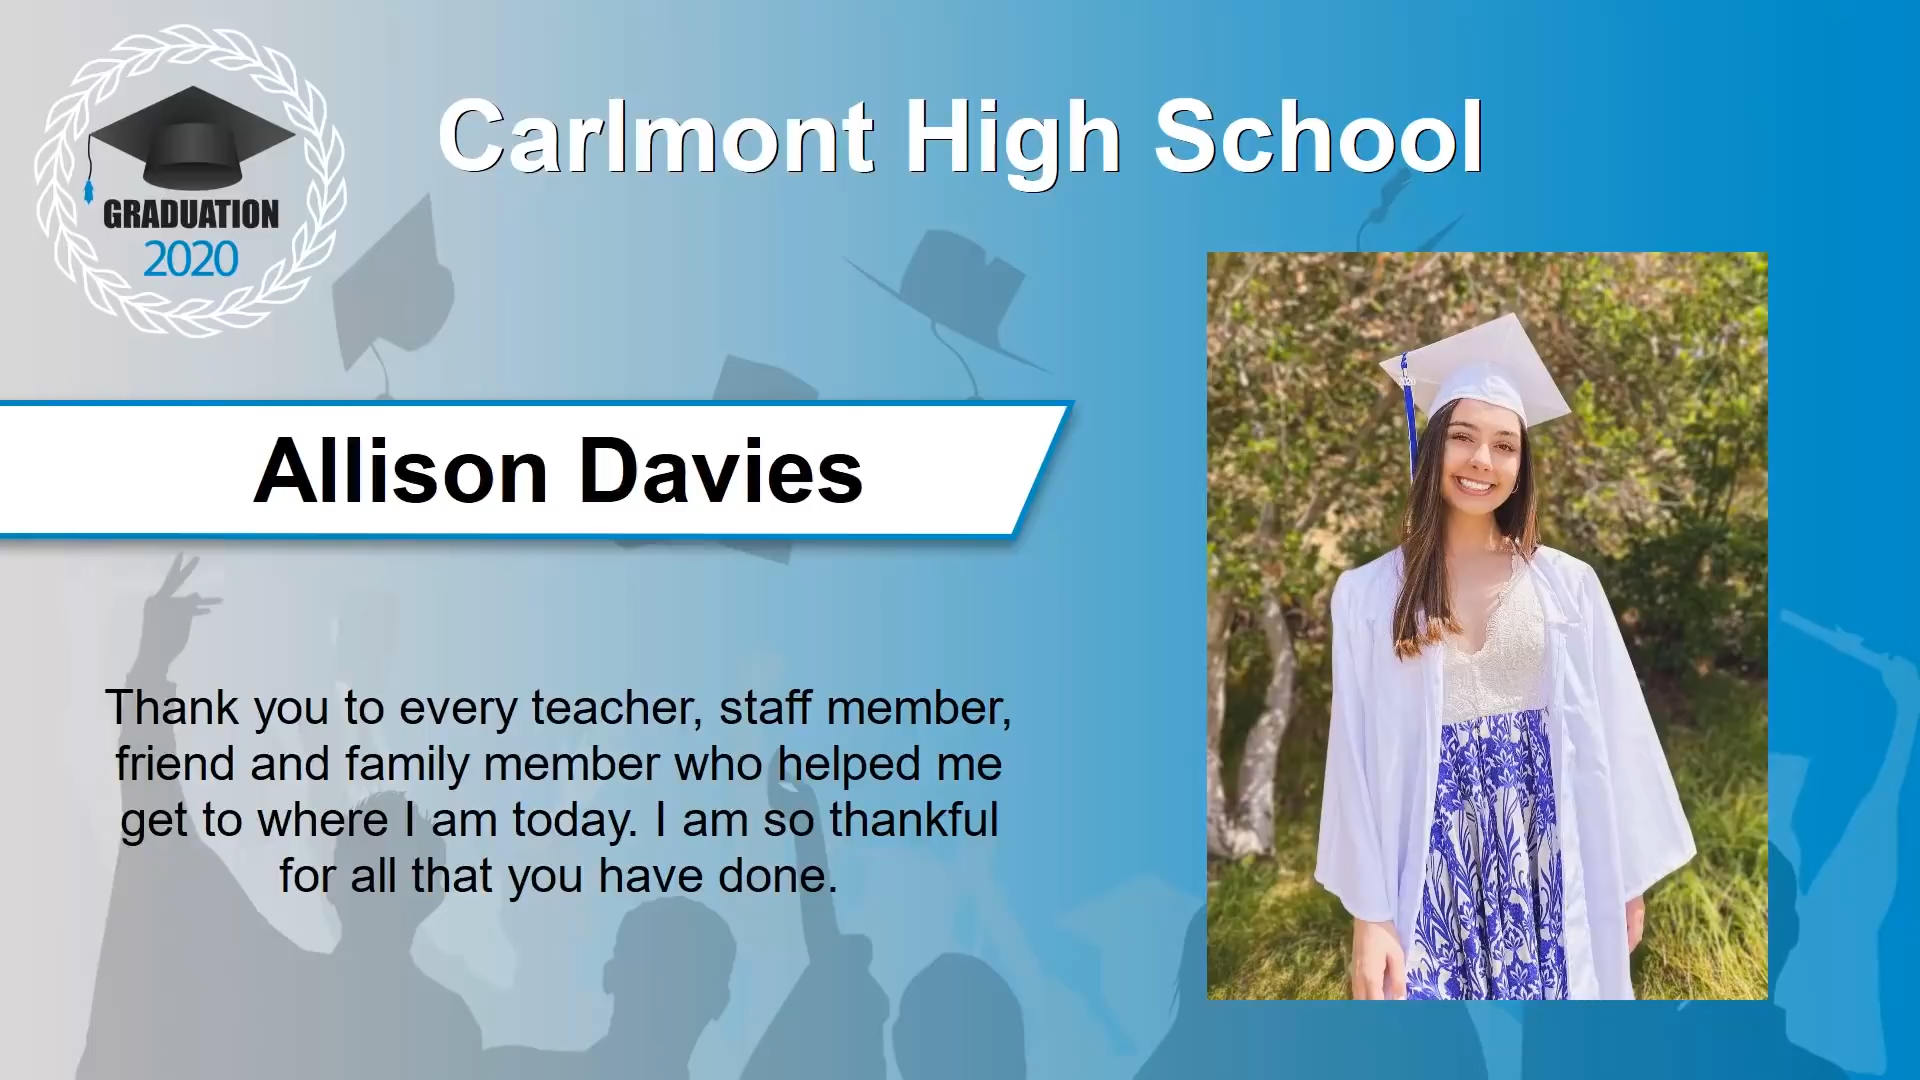 GRADUATION
2020
Carlmont High School
Allison Davies
Thank you to every teacher, staff member,
friend and family member who helped me
get to where I am today. I am so thankful
for all that you have done.